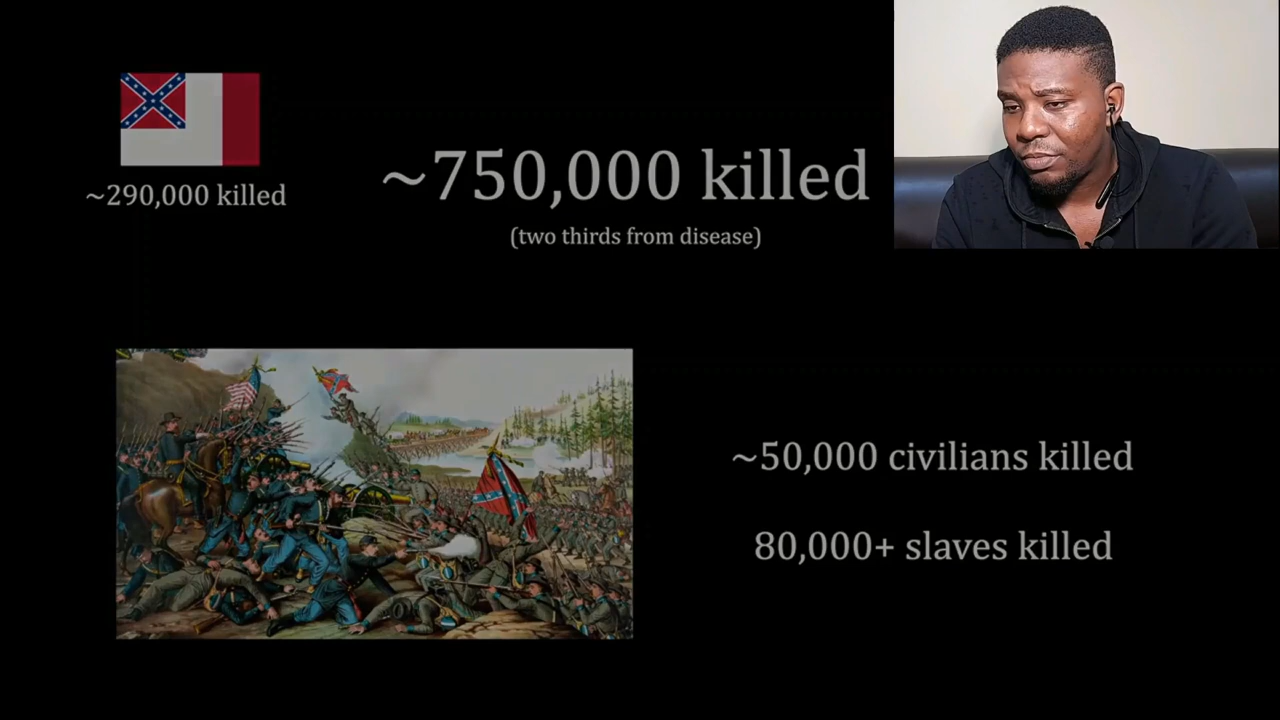 ~290,000 killed
~750,000 killed
(two thirds from disease)
~50,000 civilians killed
80,000+ slaves killed